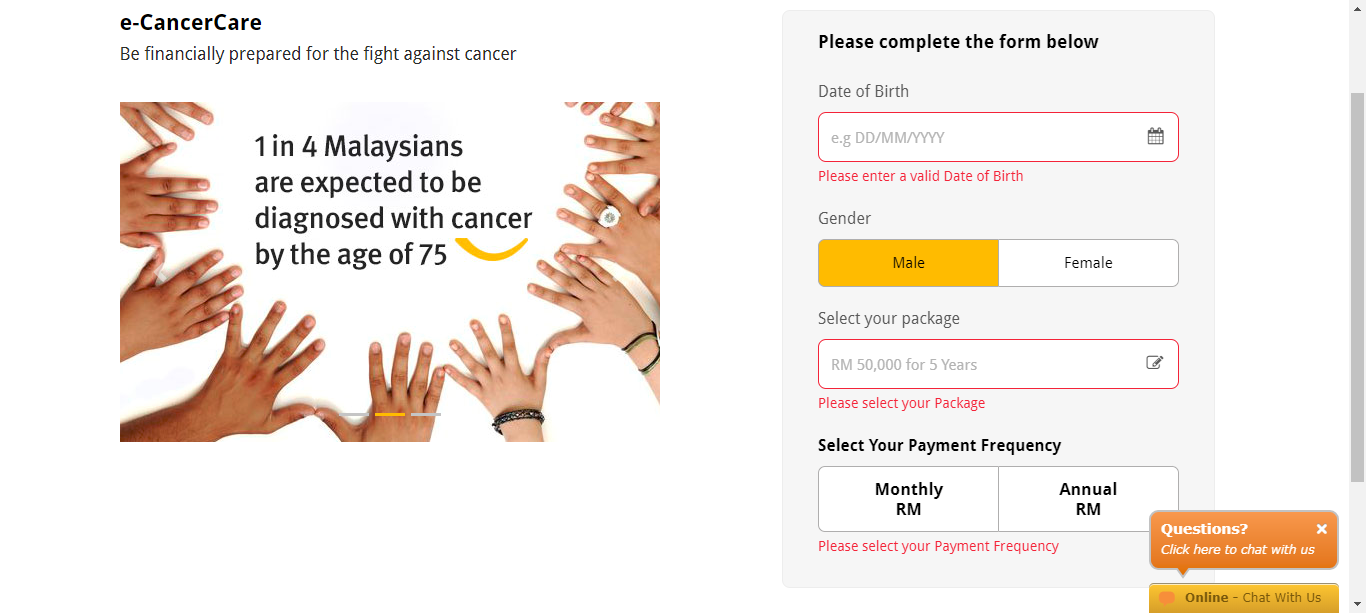 e-CancerCare
Be financially prepared for the fight against cancer
1 in 4 Malaysians
are expected to be
diagnosed with cancer
by the age of 75
Please complete the form below
Date of Birth
e.g DD/MM/YYYY
Please enter a valid Date of Birth
Gender
Male
Female
Select your package
RM 50,000 for 5 Years
Please select your Package
Select Your Payment Frequency
Monthly
RM
Annual
RM
Please select your Payment Frequency
Questions?
Click here to chat with us
Online - Chat With Us